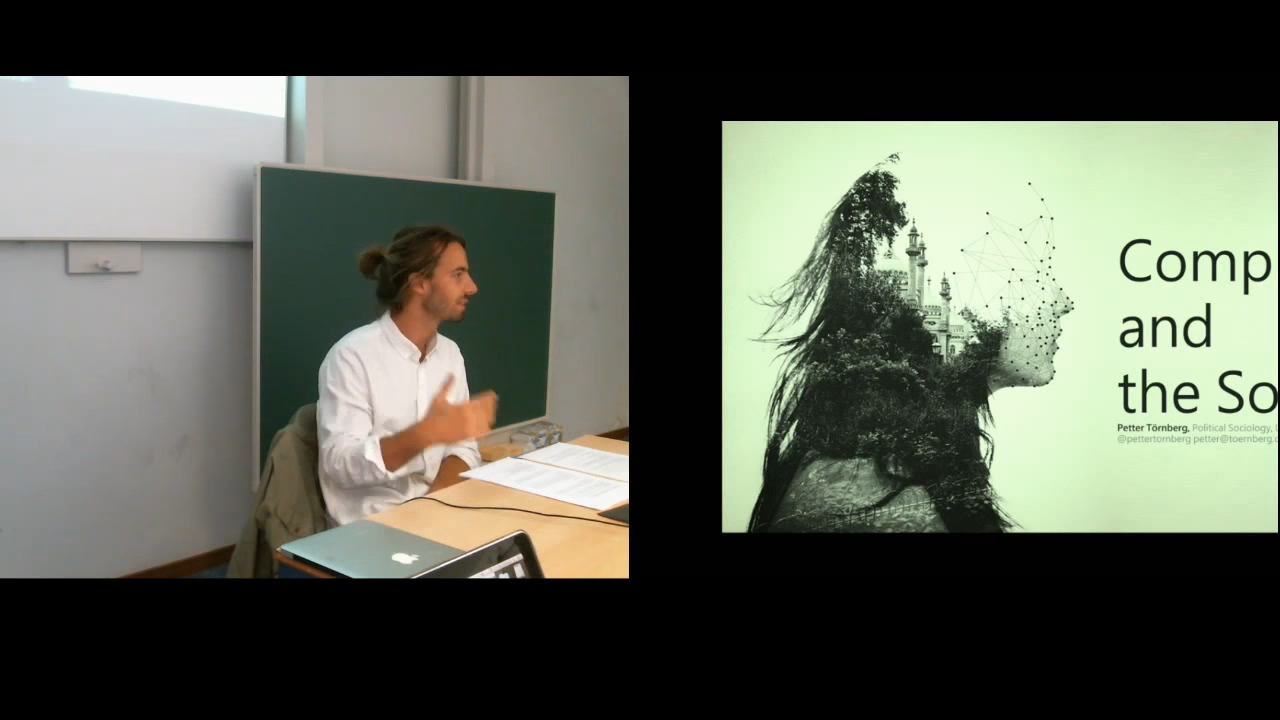 Comp
and
the So
Petter Törnberg, Political Sociology,
@pettertornberg petter@toernberg.